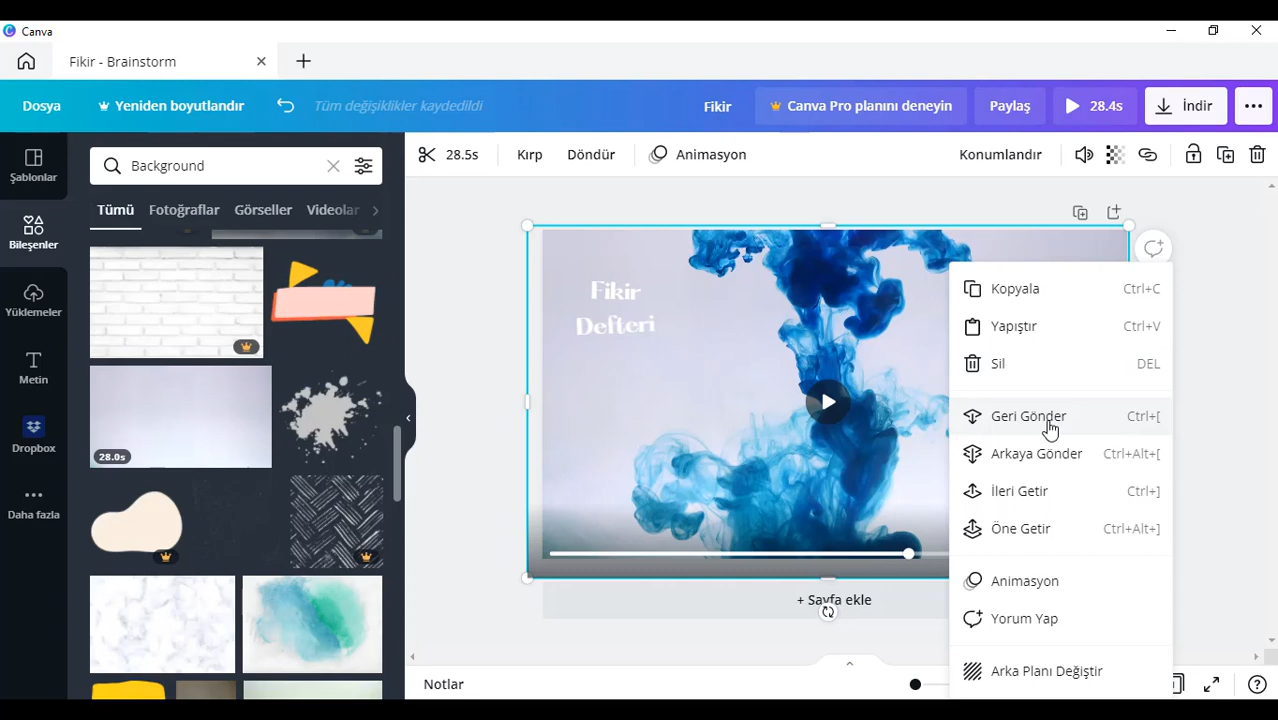 Canva
Fikir - Brainstorm
Dosya
Yeniden boyutlandır
Tüm değişiklikler kaydedildi
Fikir
Canva Pro planını deneyin
Paylaş
28.4s
İndir
Şablonlar
Bileşenler
Yüklemeler
Metin
Dropbox
Daha fazla
Background
Tümü
Fotoğraflar
Görseller
Videolar
28.0s
28.5s
Kırp
Döndür
Animasyon
Konumlandır
Fikir
Defteri
+ Sayfa ekle
Notlar
Kopyala Ctrl+C
Yapıştır Ctrl+V
Sil DEL
Geri Gönder Ctrl+[
Arkaya Gönder Ctrl+Alt+[
İleri Getir Ctrl+]
Öne Getir Ctrl+Alt+]
Animasyon
Yorum Yap
Arka Planı Değiştir